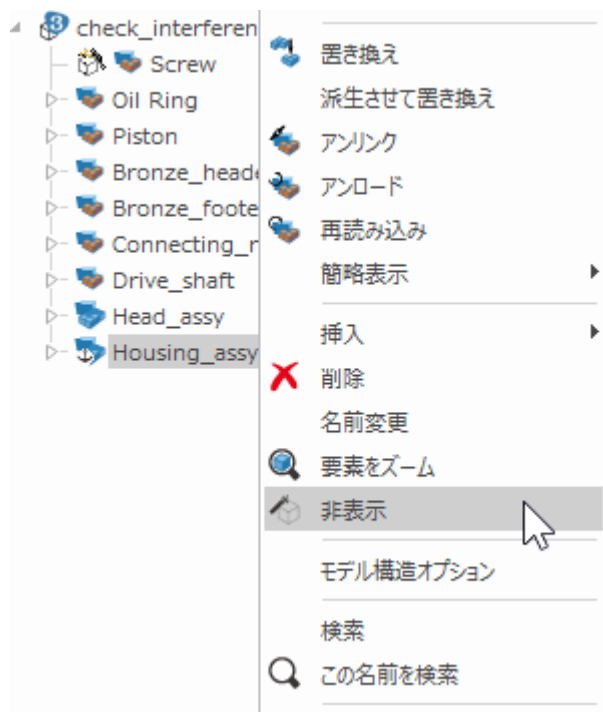 check_interferen
Screw
Oil Ring
Piston
Bronze_head
Bronze_foote
Connecting_r
Drive_shaft
Head_assy
Housing_assy
置き換え
派生させて置き換え
アンリンク
アンロード
再読み込み
簡略表示
挿入
削除
名前変更
要素をズーム
非表示
モデル構造オプション
検索
この名前を検索